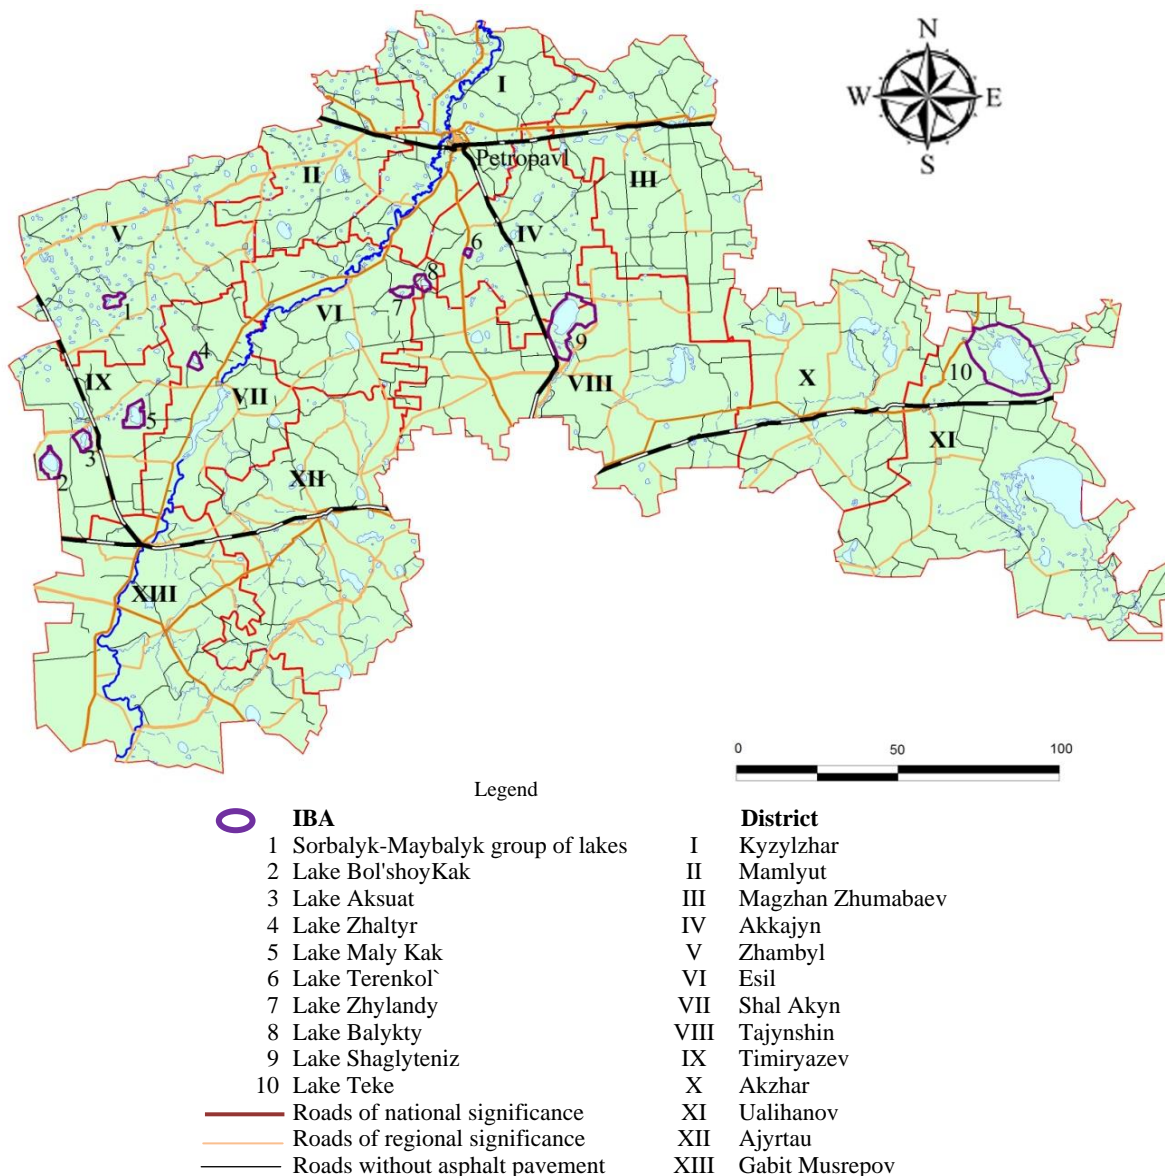 N
W E
S
I
Petropavl
II
III
V
IV
6
8
7
1
VI
9
4
IX
VII
VIII
X
10
5
XI
3
2
XII
XIII
0 50 100
Legend
IBA District
1 Sorbalyk-Maybalyk group of lakes I Kyzylzhar
2 Lake Bol'shoyKak II Mamlyut
3 Lake Aksuat III Magzhan Zhumabaev
4 Lake Zhaltyr IV Akkajyn
5 Lake Maly Kak V Zhambyl
6 Lake Terenkol` VI Esil
7 Lake Zhylandy VII Shal Akyn
8 Lake Balykty VIII Tajynshin
9 Lake Shaglyteniz IX Timiryazev
10 Lake Teke X Akzhar
Roads of national significance XI Ualihanov
Roads of regional significance XII Ajyrtau
Roads without asphalt pavement XIII Gabit Musrepov